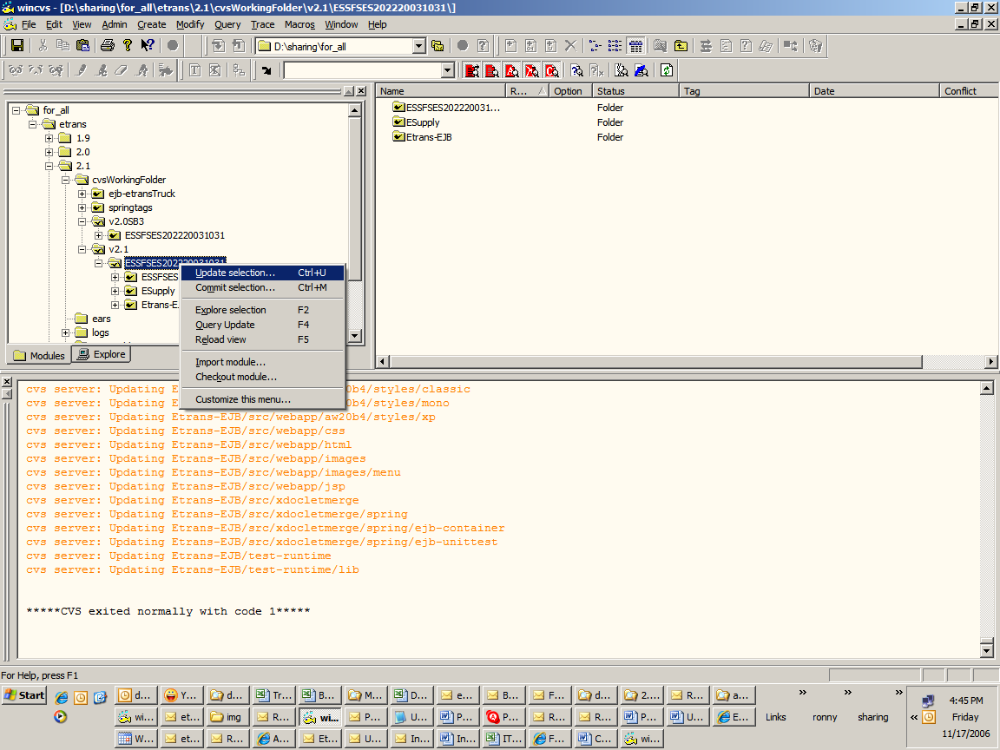 wincvs - [D:\sharing\for_all\etrans\2.1\cvsWorkingFolder\v2.1\ESSFSES202220031031\]
File Edit View Admin Create Modify Query Trace Macros Window Help
D:\sharing\for_all
for_all
etrans
1.9
2.0
2.1
cvsWorkingFolder
ejb-etransTruck
springtags
v2.0SB3
ESSFSES202220031031
v2.1
ESSFSES202220031031
ESSFSES
ESupply
Etrans-E
ears
logs
Modules Explore
Update selection... Ctrl+U
Commit selection... Ctrl+M
Explore selection F2
Query Update F4
Reload view F5
Import module...
Checkout module...
Customize this menu...
Name R... Option Status Tag Date Conflict
ESSFSES202220031... Folder
ESupply Folder
Etrans-EJB Folder
cvs server: Updating E 0b4/styles/classic
cvs server: Updating E 0b4/styles/mono
cvs server: Updating Etrans-EJB/src/webapp/aw20b4/styles/xp
cvs server: Updating Etrans-EJB/src/webapp/css
cvs server: Updating Etrans-EJB/src/webapp/html
cvs server: Updating Etrans-EJB/src/webapp/images
cvs server: Updating Etrans-EJB/src/webapp/images/menu
cvs server: Updating Etrans-EJB/src/webapp/jsp
cvs server: Updating Etrans-EJB/src/xdocletmerge
cvs server: Updating Etrans-EJB/src/xdocletmerge/spring
cvs server: Updating Etrans-EJB/src/xdocletmerge/spring/ejb-container
cvs server: Updating Etrans-EJB/src/xdocletmerge/spring/ejb-unittest
cvs server: Updating Etrans-EJB/test-runtime
cvs server: Updating Etrans-EJB/test-runtime/lib
*****CVS exited normally with code 1*****
For Help, press F1
Start d... Y... d... Tr... B... M... D... e... B... F... d... 2... R... a... » » »
wi... et... img R... wi... P... U... P... P... R... R... P... U... E... Links ronny sharing «
W... et... R... A... Et... U... In... In... IT... F... C... wi...
4:45 PM
Friday
11/17/2006